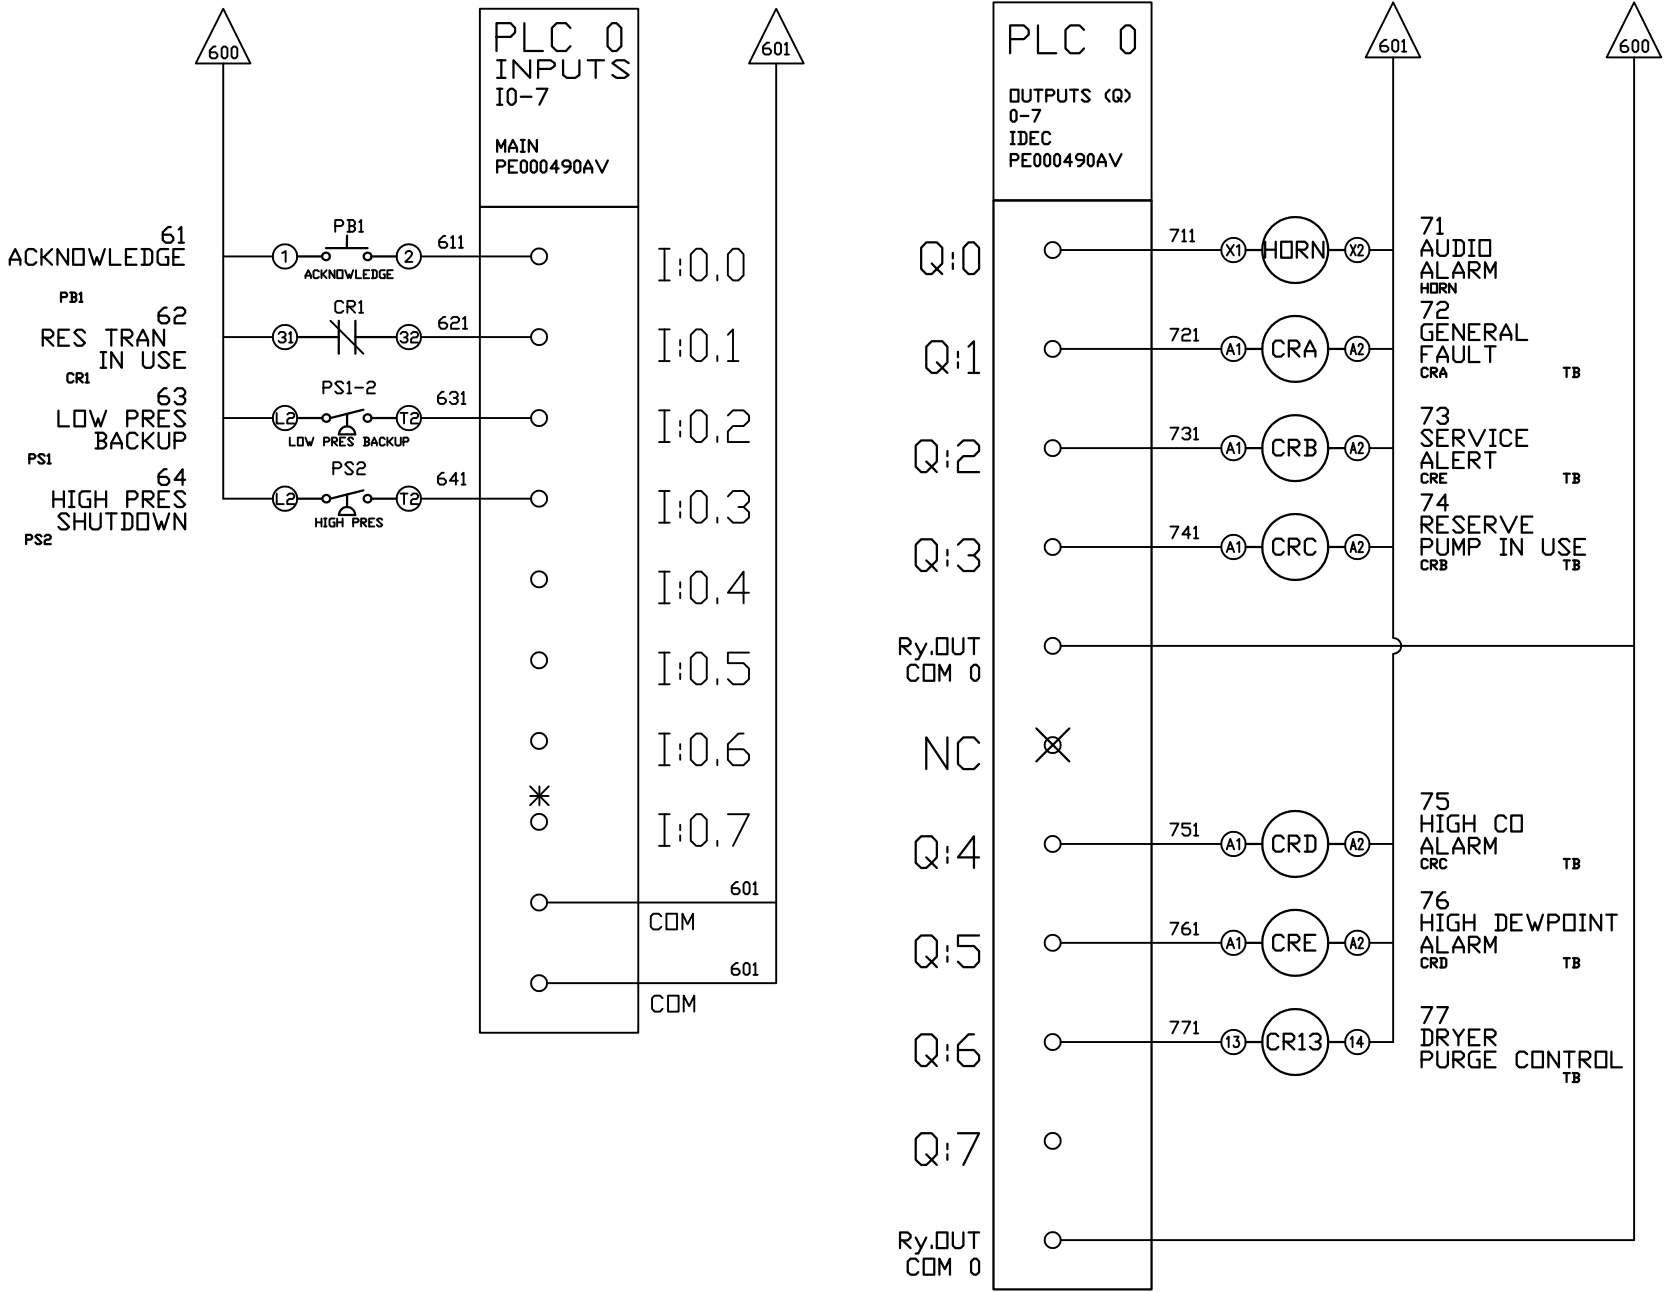 600
PLC 0
INPUTS
I0-7
MAIN
PE000490AV
601
61
ACKNOWLEDGE
PB1
1
PB1
2
ACKNOWLEDGE
611
I:0.0
62
RES TRAN
IN USE
CR1
31
CR1
32
621
I:0.1
63
LOW PRES
BACKUP
PS1
L2
PS1-2
T2
LOW PRES BACKUP
631
I:0.2
64
HIGH PRES
SHUTDOWN
PS2
L2
PS2
T2
HIGH PRES
641
I:0.3
I:0.4
I:0.5
I:0.6
I:0.7
601
COM
601
COM
PLC 0
OUTPUTS (Q)
0-7
IDEC
PE000490AV
601
600
Q:0
711
X1
HORN
X2
71
AUDIO
ALARM
HORN
Q:1
721
A1
CRA
A2
72
GENERAL
FAULT
CRA TB
Q:2
731
A1
CRB
A2
73
SERVICE
ALERT
CRE TB
Q:3
741
A1
CRC
A2
74
RESERVE
PUMP IN USE
CRB TB
Ry.OUT
COM 0
NC
Q:4
751
A1
CRD
A2
75
HIGH CO
ALARM
CRC TB
Q:5
761
A1
CRE
A2
76
HIGH DEWPOINT
ALARM
CRD TB
Q:6
771
13
CR13
14
77
DRYER
PURGE CONTROL
TB
Q:7
Ry.OUT
COM 0